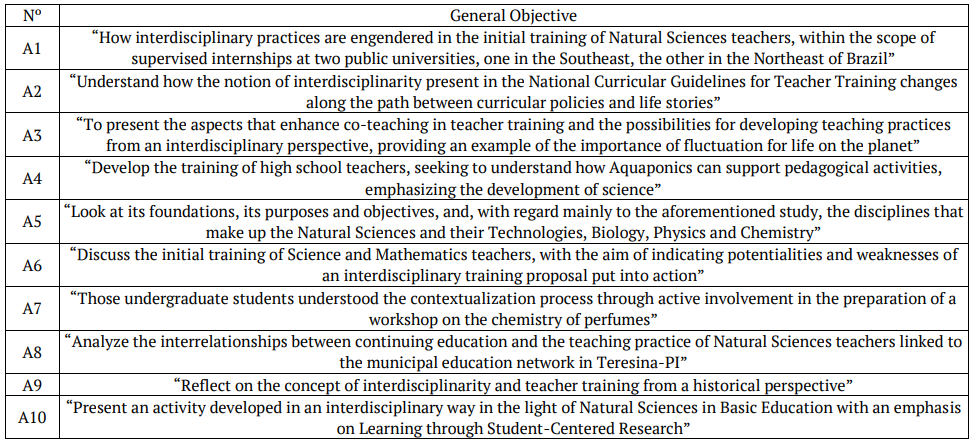 Nº General Objective
A1 “How interdisciplinary practices are engendered in the initial training of Natural Sciences teachers, within the scope of
supervised internships at two public universities, one in the Southeast, the other in the Northeast of Brazil”
A2 “Understand how the notion of interdisciplinarity present in the National Curricular Guidelines for Teacher Training changes
along the path between curricular policies and life stories”
A3 “To present the aspects that enhance co-teaching in teacher training and the possibilities for developing teaching practices
from an interdisciplinary perspective, providing an example of the importance of fluctuation for life on the planet”
A4 “Develop the training of high school teachers, seeking to understand how Aquaponics can support pedagogical activities,
emphasizing the development of science”
A5 “Look at its foundations, its purposes and objectives, and, with regard mainly to the aforementioned study, the disciplines that
make up the Natural Sciences and their Technologies, Biology, Physics and Chemistry”
A6 “Discuss the initial training of Science and Mathematics teachers, with the aim of indicating potentialities and weaknesses of
an interdisciplinary training proposal put into action”
A7 “Those undergraduate students understood the contextualization process through active involvement in the preparation of a
workshop on the chemistry of perfumes”
A8 “Analyze the interrelationships between continuing education and the teaching practice of Natural Sciences teachers linked to
the municipal education network in Teresina-PI”
A9 “Reflect on the concept of interdisciplinarity and teacher training from a historical perspective”
A10 “Present an activity developed in an interdisciplinary way in the light of Natural Sciences in Basic Education with an emphasis
on Learning through Student-Centered Research”